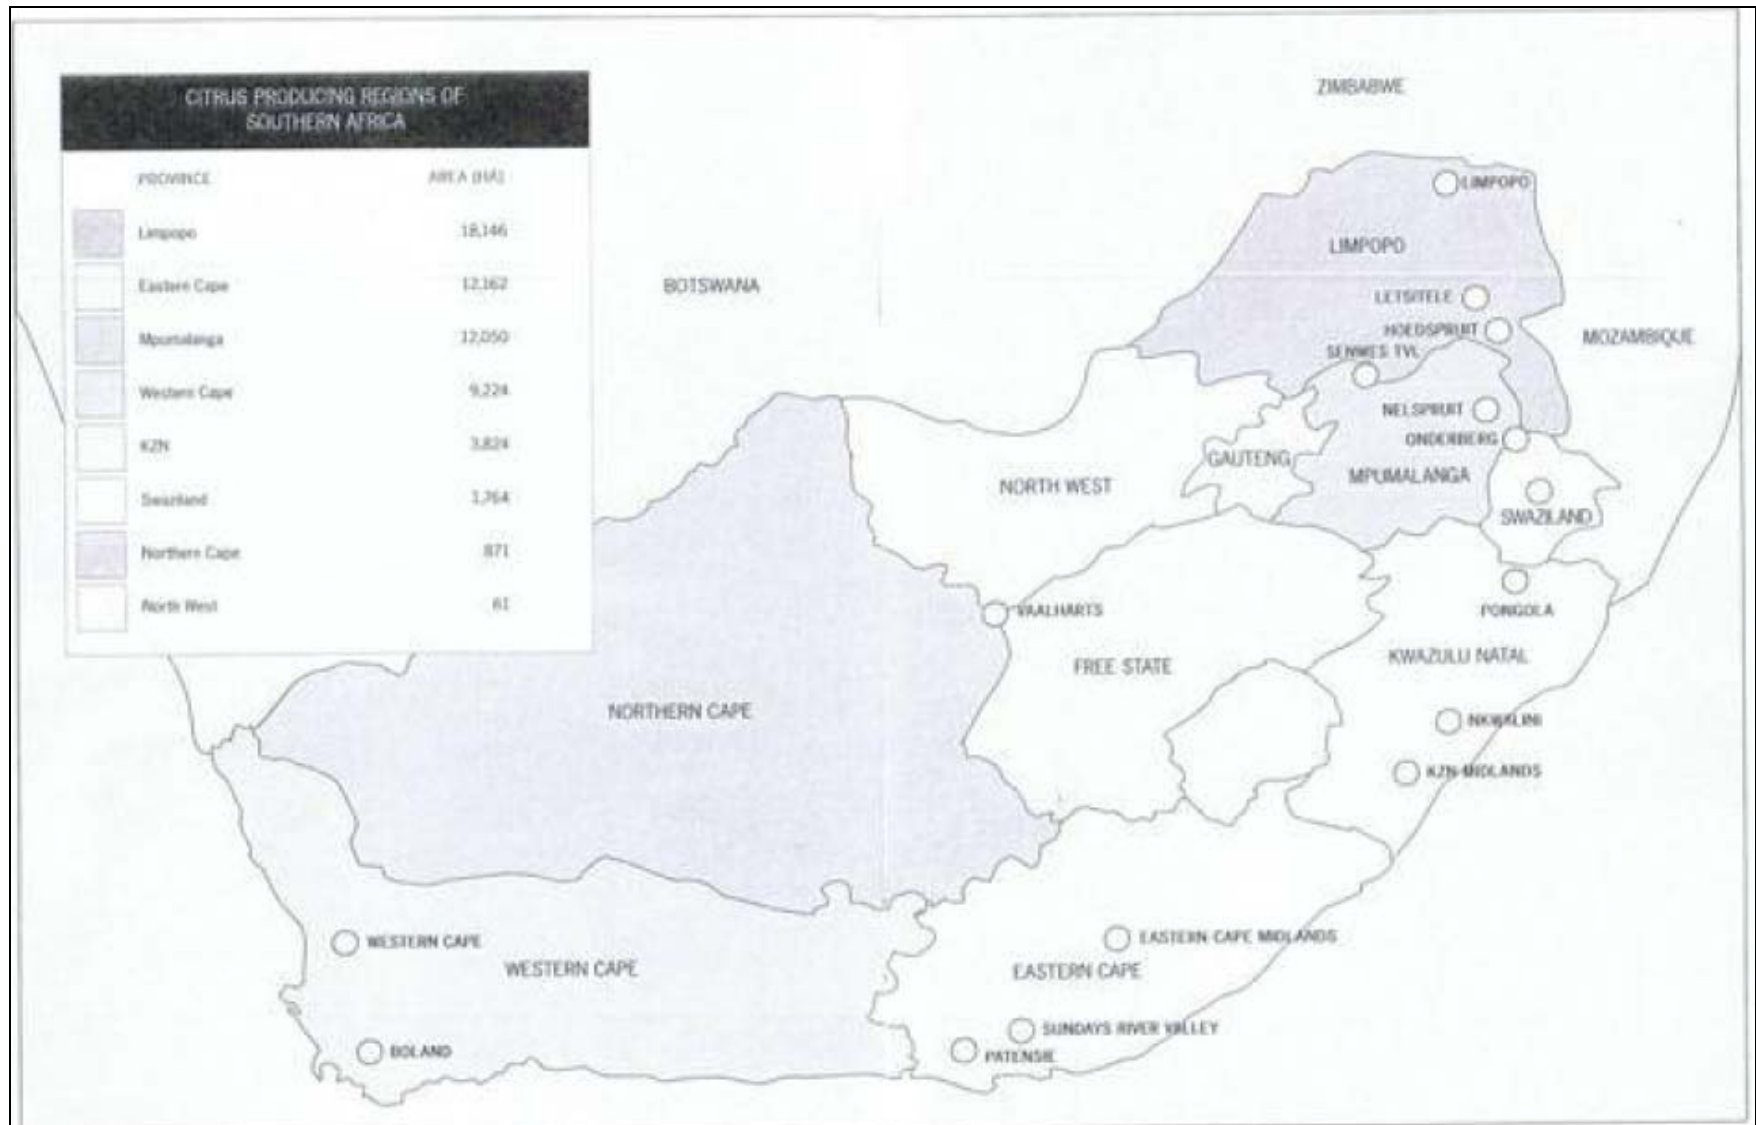 CITRUS PRODUCING REGIONS OF
SOUTHERN AFRICA
PROVINCE AREA (HA)
Limpopo 18,146
Eastern Cape 12,162
Mpumalanga 12,050
Western Cape 9,224
KZN 3,824
Swaziland 1,764
Northern Cape 871
North West 61
ZIMBABWE
LIMPOPO
LIMPOPO
BOTSWANA
LETSITELE
HOEDSPRUIT
MOZAMBIQUE
SENWES TVL
NELSPRUIT
ONDERBERG
GAUTENG
MPUMALANGA
NORTH WEST
SWAZILAND
VAALHARTS
PONGOLA
KWAZULU NATAL
FREE STATE
NORTHERN CAPE
NKWALINI
KZN MIDLANDS
WESTERN CAPE
EASTERN CAPE MIDLANDS
WESTERN CAPE
EASTERN CAPE
SUNDAYS RIVER VALLEY
BOLAND
PATENSIE